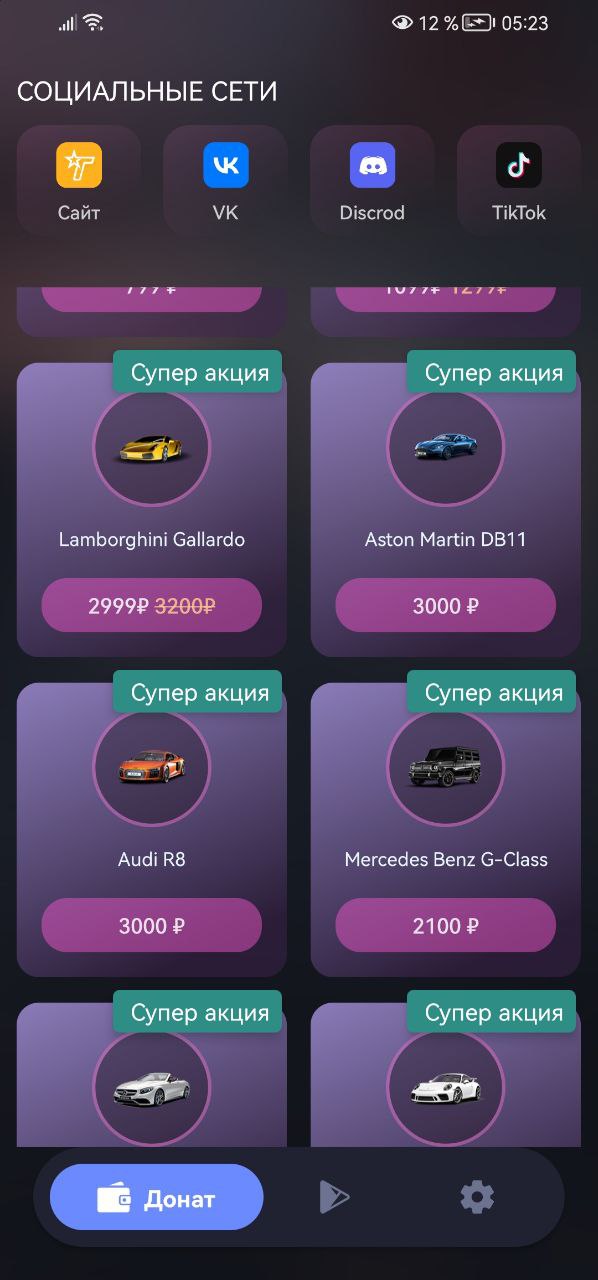 12 % 05:23
СОЦИАЛЬНЫЕ СЕТИ
Сайт VK Discrod TikTok
799 ₽ 1099₽ 1299₽
Супер акция Супер акция
Lamborghini Gallardo Aston Martin DB11
2999₽ 3200₽ 3000 ₽
Супер акция Супер акция
Audi R8 Mercedes Benz G-Class
3000 ₽ 2100 ₽
Супер акция Супер акция
Донат